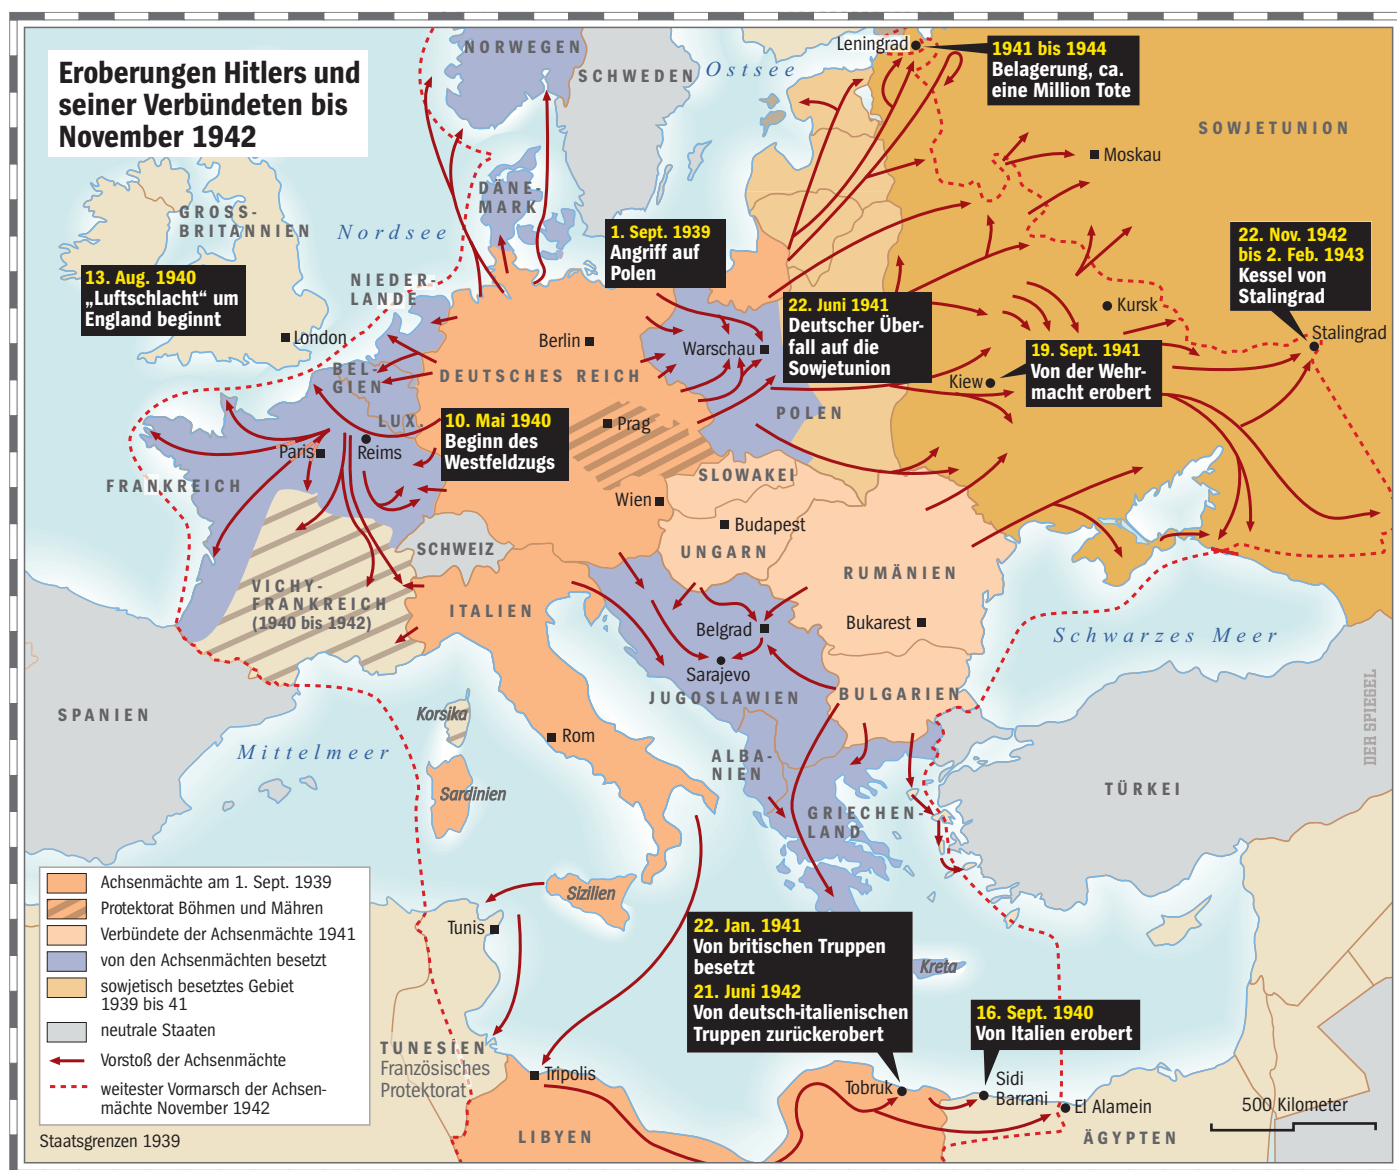 Eroberungen Hitlers und
seiner Verbündeten bis
November 1942
NORWEGEN
SCHWEDEN
Ostsee
Leningrad
1941 bis 1944
Belagerung, ca.
eine Million Tote
SOWJETUNION
Moskau
GROSS-
BRITANNIEN
Nordsee
DÄNE-
MARK
1. Sept. 1939
Angriff auf
Polen
22. Nov. 1942
bis 2. Feb. 1943
Kessel von
Stalingrad
13. Aug. 1940
„Luftschlacht“ um
England beginnt
NIEDER-
LANDE
22. Juni 1941
Deutscher Über-
fall auf die
Sowjetunion
Kursk
Stalingrad
London
Berlin
Warschau
19. Sept. 1941
Von der Wehr-
macht erobert
BEL-
GIEN
DEUTSCHES REICH
Kiew
LUX.
10. Mai 1940
Beginn des
Westfeldzugs
Prag
POLEN
Paris
Reims
FRANKREICH
SLOWAKEI
Wien
Budapest
SCHWEIZ
UNGARN
RUMÄNIEN
VICHY-
FRANKREICH
(1940 bis 1942)
ITALIEN
Belgrad
Bukarest
Schwarzes Meer
Sarajevo
JUGOSLAWIEN
BULGARIEN
SPANIEN
Korsika
Rom
Mittelmeer
ALBA-
NIEN
DER SPIEGEL
Sardinien
TÜRKEI
GRIECHEN-
LAND
Achsenmächte am 1. Sept. 1939
Protektorat Böhmen und Mähren
Verbündete der Achsenmächte 1941
von den Achsenmächten besetzt
sowjetisch besetztes Gebiet
1939 bis 41
neutrale Staaten
Vorstoß der Achsenmächte
weitester Vormarsch der Achsen-
mächte November 1942
Staatsgrenzen 1939
Sizilien
Tunis
22. Jan. 1941
Von britischen Truppen
besetzt
21. Juni 1942
Von deutsch-italienischen
Truppen zurückerobert
Kreta
16. Sept. 1940
Von Italien erobert
TUNESIEN
Französisches
Protektorat
Tripolis
Tobruk
Sidi
Barrani
El Alamein
500 Kilometer
LIBYEN
ÄGYPTEN